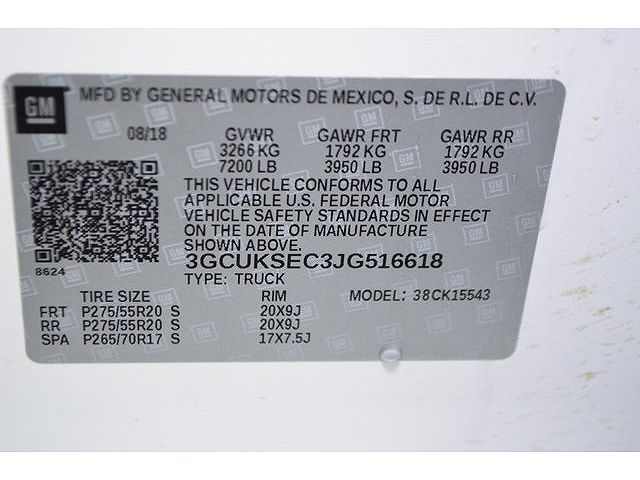 GM MFD BY GENERAL MOTORS DE MEXICO, S. DE R.L. DE C.V.
08/18 GVWR GAWR FRT GAWR RR
3266 KG 1792 KG 1792 KG
7200 LB 3950 LB 3950 LB
THIS VEHICLE CONFORMS TO ALL
APPLICABLE U.S. FEDERAL MOTOR
VEHICLE SAFETY STANDARDS IN EFFECT
ON THE DATE OF MANUFACTURE
SHOWN ABOVE.
8624 3GCUKSEC3JG516618
TYPE: TRUCK
TIRE SIZE RIM MODEL: 38CK15543
FRT P275/55R20 S 20X9J
RR P275/55R20 S 20X9J
SPA P265/70R17 S 17X7.5J